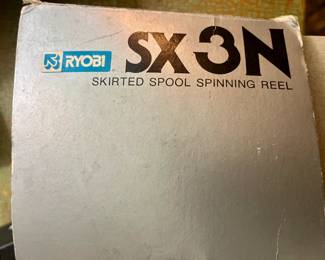 RYOBI SX-3N
SKIRTED SPOOL SPINNING REEL